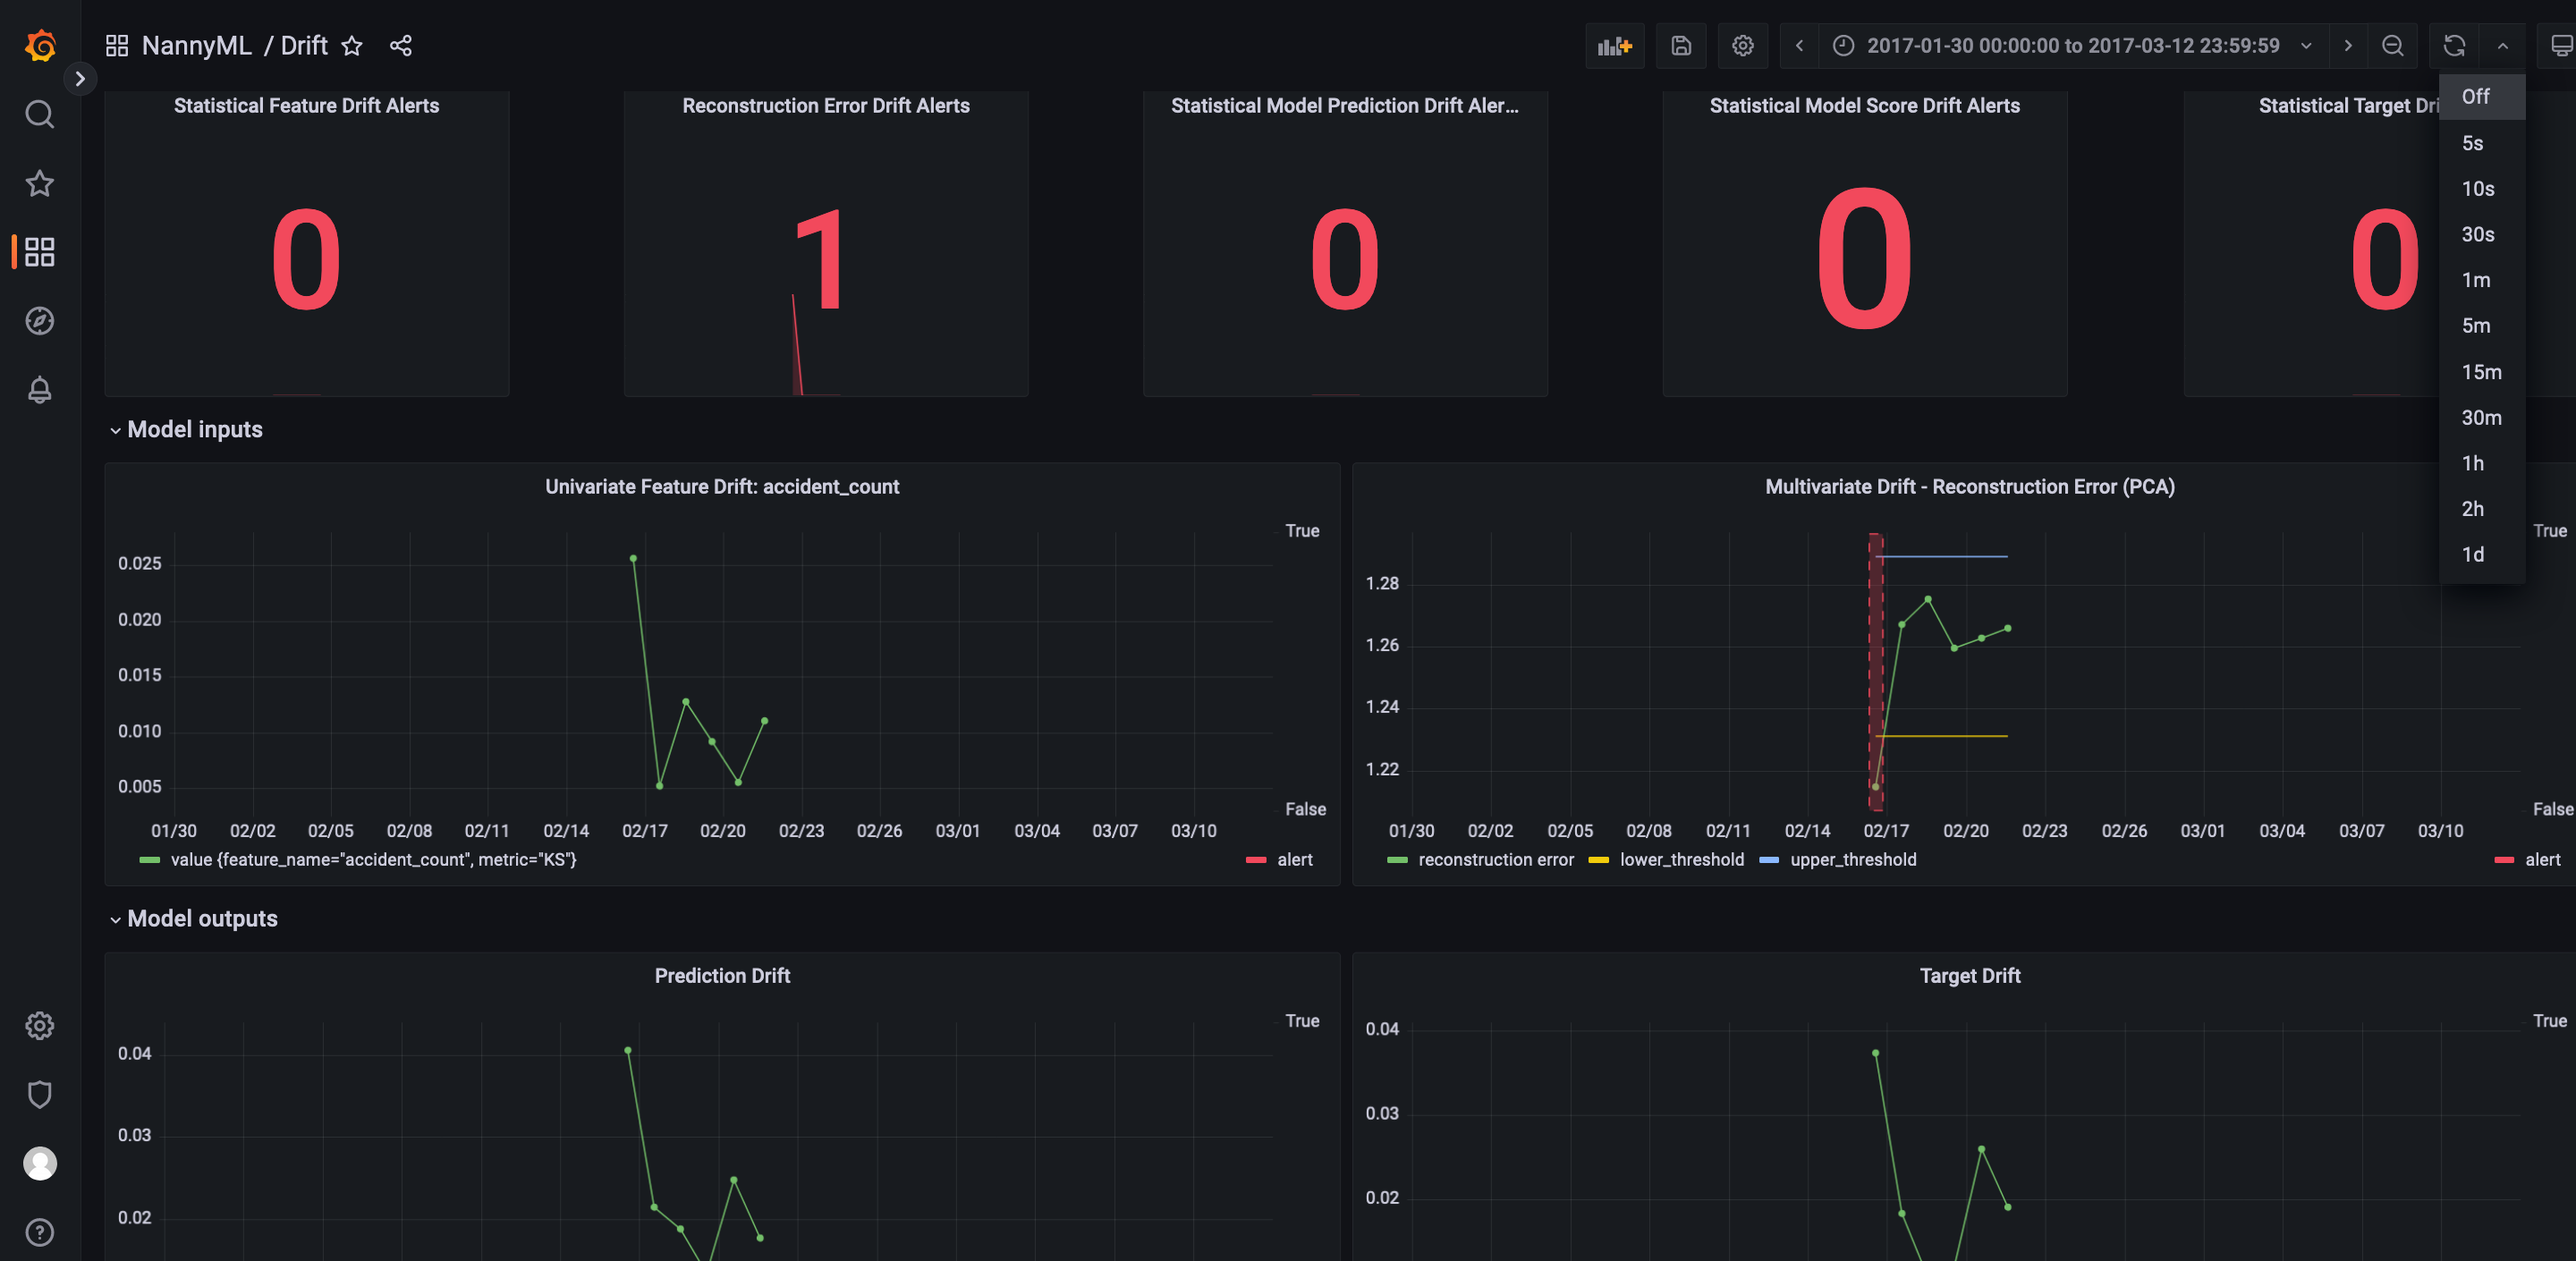 NannyML / Drift
2017-01-30 00:00:00 to 2017-03-12 23:59:59
Off
5s
10s
30s
1m
5m
15m
30m
1h
2h
1d
Statistical Feature Drift Alerts
0
Reconstruction Error Drift Alerts
1
Statistical Model Prediction Drift Aler...
0
Statistical Model Score Drift Alerts
0
Statistical Target Dri
0
Model inputs
Univariate Feature Drift: accident_count
True
0.025
0.020
0.015
0.010
0.005
False
01/30 02/02 02/05 02/08 02/11 02/14 02/17 02/20 02/23 02/26 03/01 03/04 03/07 03/10
value {feature_name="accident_count", metric="KS"} alert
Multivariate Drift - Reconstruction Error (PCA)
True
1.28
1.26
1.24
1.22
False
01/30 02/02 02/05 02/08 02/11 02/14 02/17 02/20 02/23 02/26 03/01 03/04 03/07 03/10
reconstruction error lower_threshold upper_threshold alert
Model outputs
Prediction Drift
True
0.04
0.03
0.02
Target Drift
True
0.04
0.03
0.02